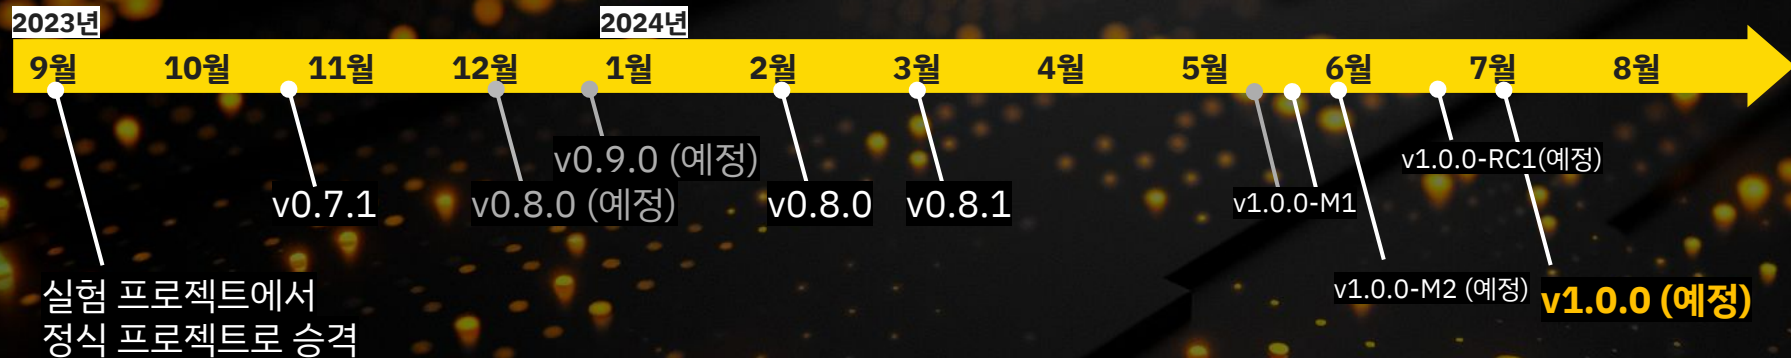 2023년
2024년
9월 10월 11월 12월 1월 2월 3월 4월 5월 6월 7월 8월
v0.9.0 (예정)
v1.0.0-RC1(예정)
v0.7.1
v0.8.0 (예정)
v0.8.0
v0.8.1
v1.0.0-M1
실험 프로젝트에서
정식 프로젝트로 승격
v1.0.0-M2 (예정)
v1.0.0 (예정)